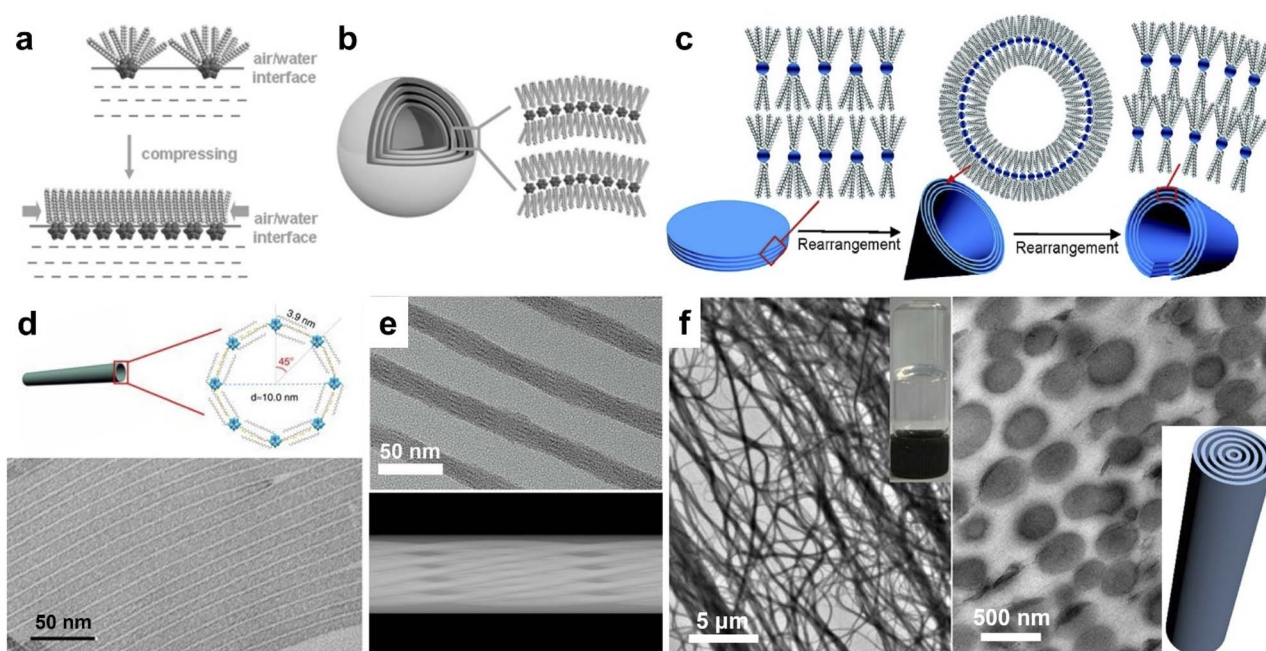 a
air/water
interface
compressing
air/water
interface
b
c
Rearrangement
Rearrangement
d
3.9 nm
45°
d=10.0 nm
50 nm
e
50 nm
f
5 µm
500 nm